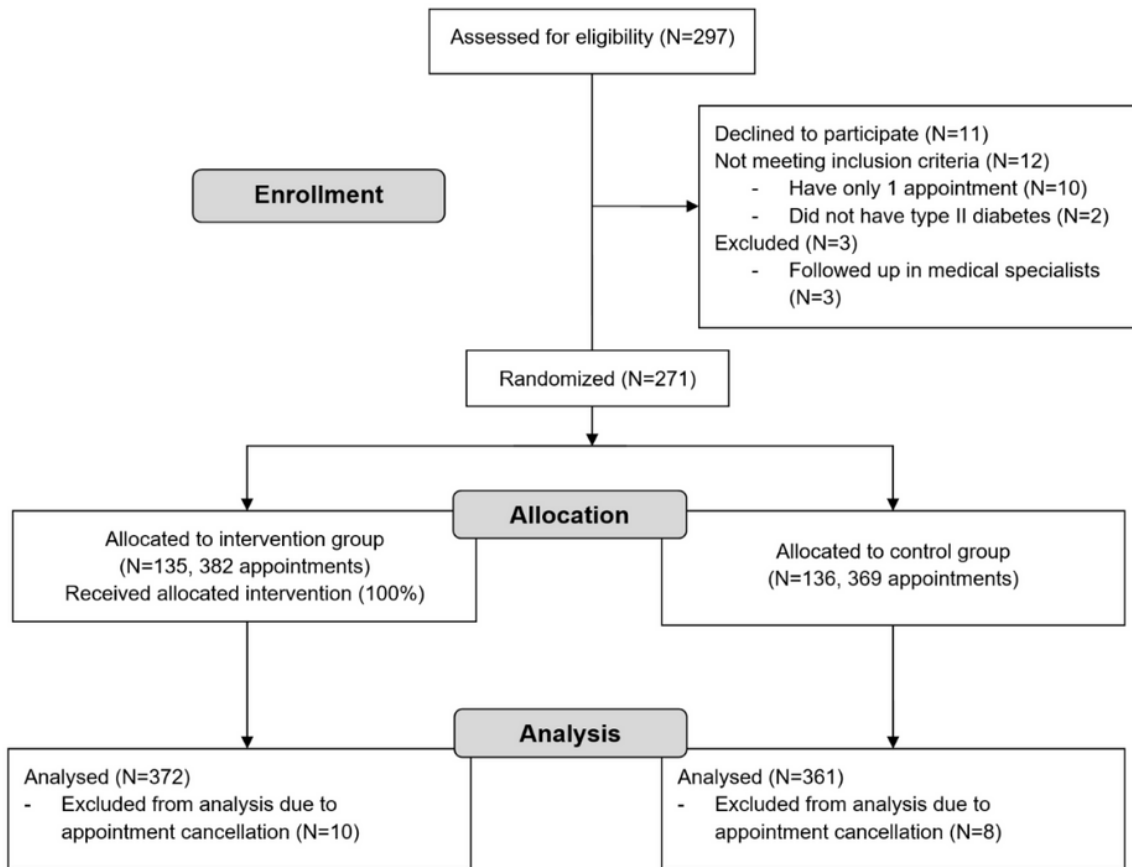 Assessed for eligibility (N=297)
Declined to participate (N=11)
Not meeting inclusion criteria (N=12)
- Have only 1 appointment (N=10)
- Did not have type II diabetes (N=2)
Excluded (N=3)
- Followed up in medical specialists
(N=3)
Enrollment
Randomized (N=271)
Allocation
Allocated to intervention group
(N=135, 382 appointments)
Received allocated intervention (100%)
Allocated to control group
(N=136, 369 appointments)
Analysis
Analysed (N=372)
- Excluded from analysis due to
appointment cancellation (N=10)
Analysed (N=361)
- Excluded from analysis due to
appointment cancellation (N=8)